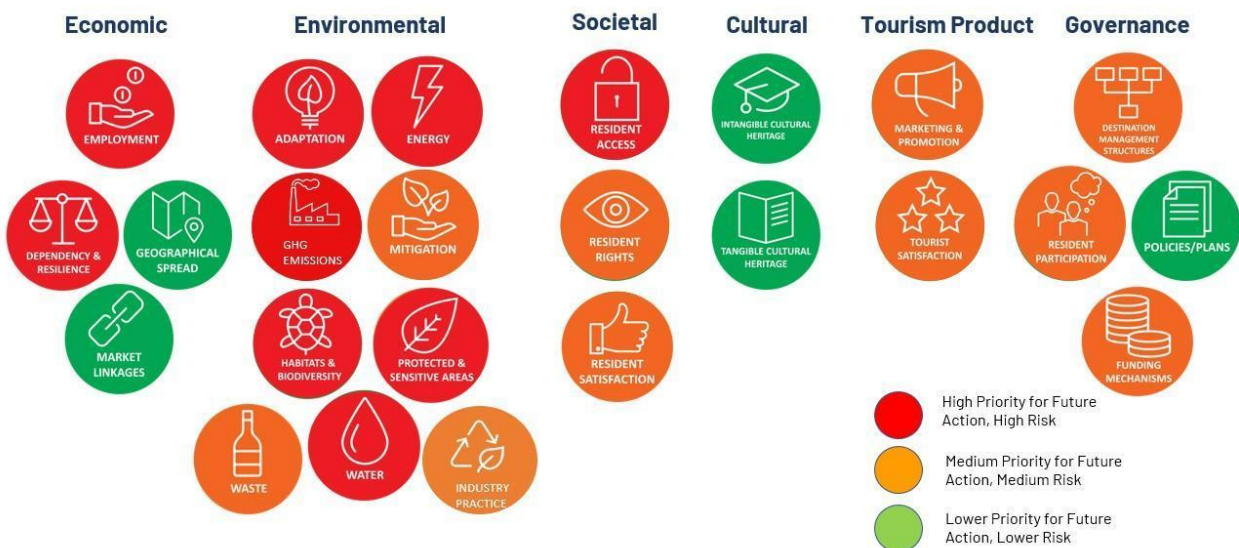 Economic
EMPLOYMENT
DEPENDENCY &
RESILIENCE
GEOGRAPHICAL
SPREAD
MARKET
LINKAGES
Environmental
ADAPTATION
ENERGY
GHG
EMISSIONS
MITIGATION
HABITATS &
BIODIVERSITY
PROTECTED &
SENSITIVE AREAS
WASTE
WATER
INDUSTRY
PRACTICE
Societal
RESIDENT
ACCESS
RESIDENT
RIGHTS
RESIDENT
SATISFACTION
Cultural
INTANGIBLE CULTURAL
HERITAGE
TANGIBLE CULTURAL
HERITAGE
Tourism Product
MARKETING &
PROMOTION
TOURIST
SATISFACTION
Governance
DESTINATION
MANAGEMENT
STRUCTURES
RESIDENT
PARTICIPATION
POLICIES/PLANS
FUNDING
MECHANISMS
High Priority for Future
Action, High Risk
Medium Priority for Future
Action, Medium Risk
Lower Priority for Future
Action, Lower Risk